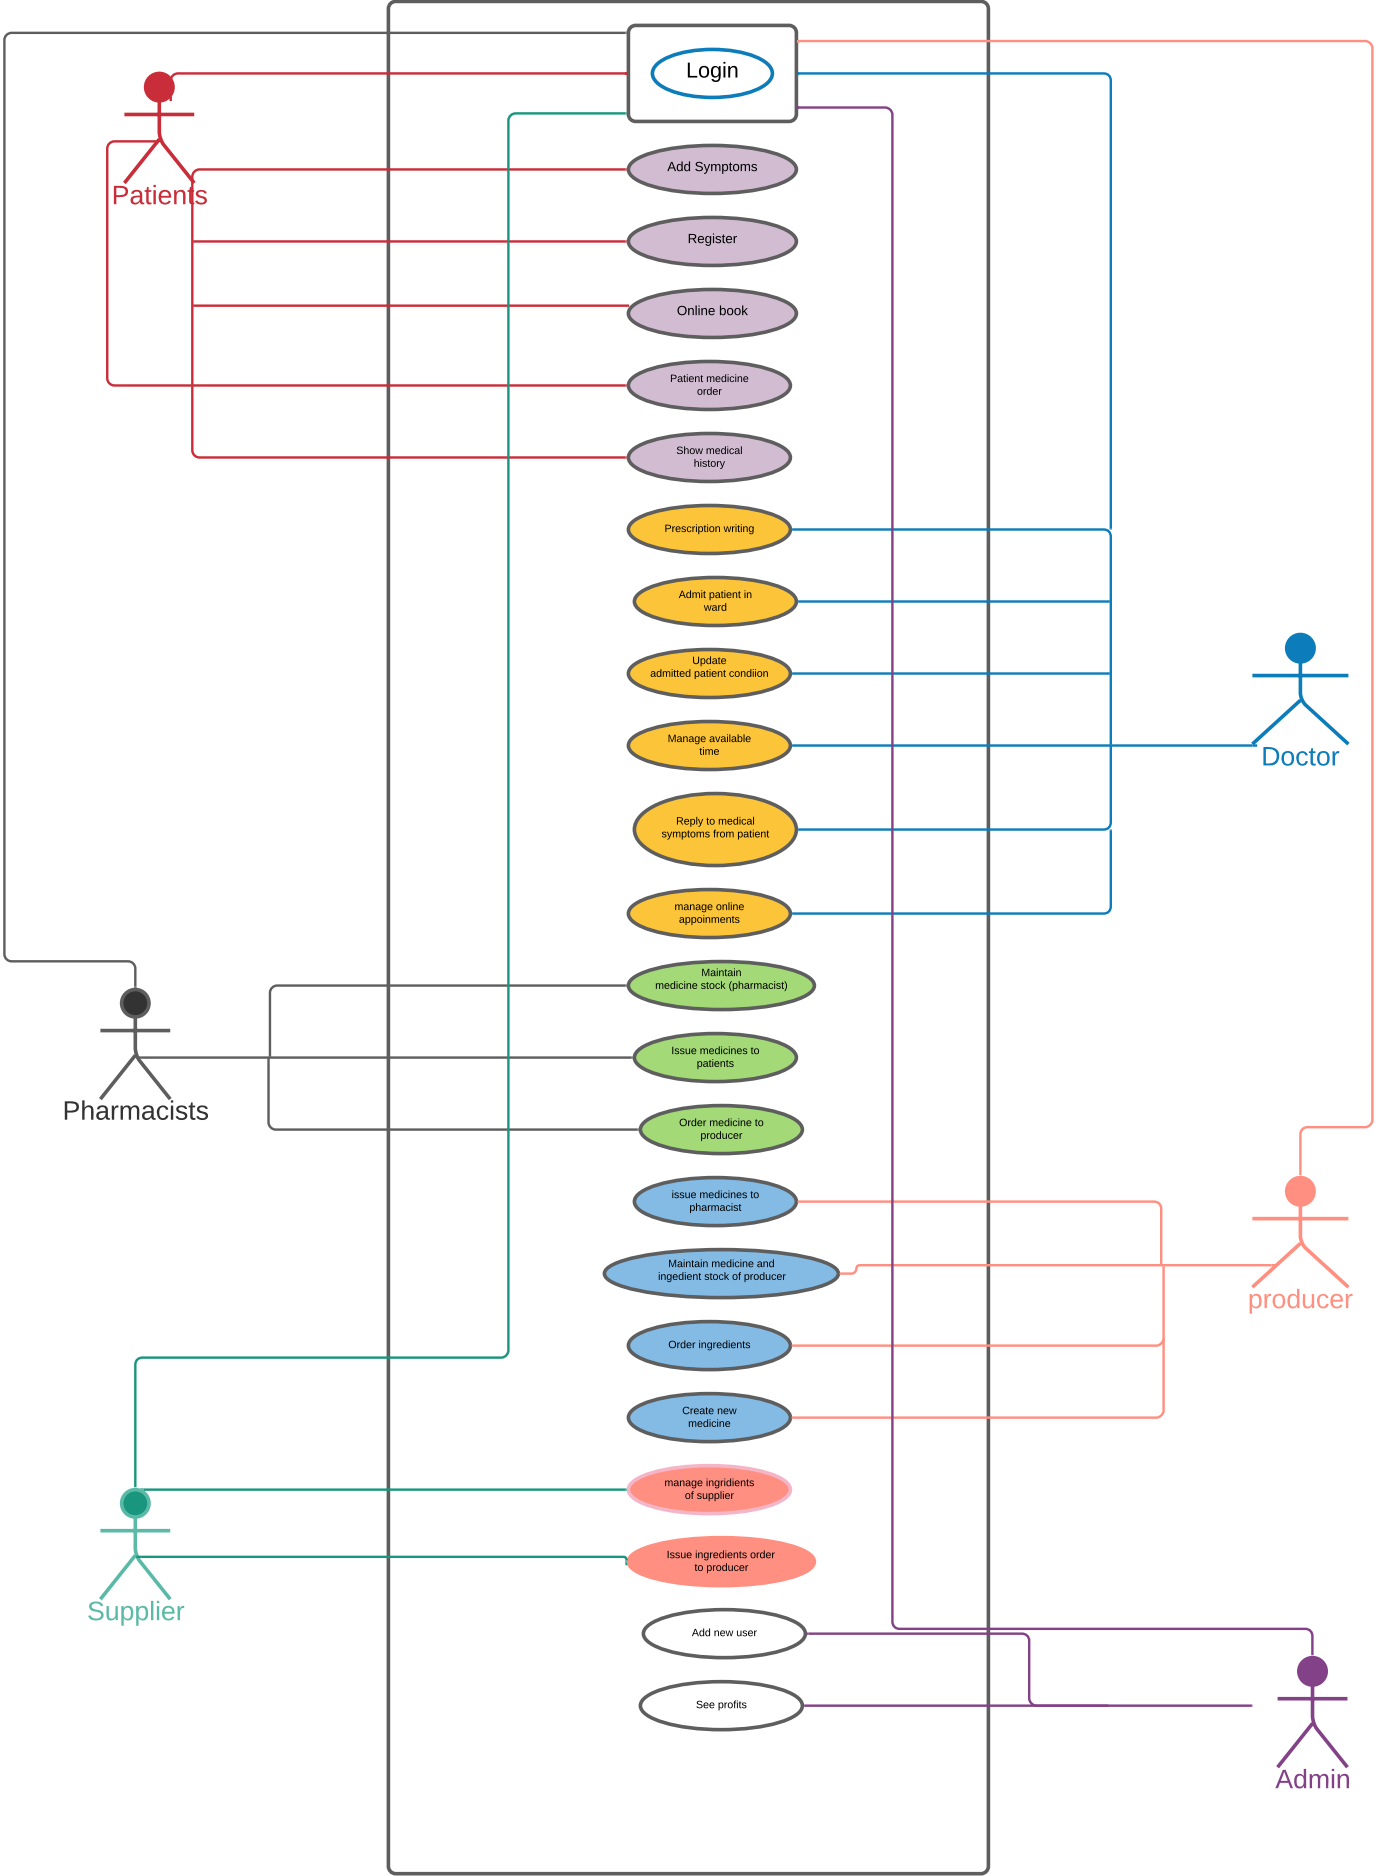 Login
Patients
Add Symptoms
Register
Online book
Patient medicine
order
Show medical
history
Prescription writing
Admit patient in
ward
Update
admitted patient condiion
Manage available
time
Doctor
Reply to medical
symptoms from patient
manage online
appoinments
Maintain
medicine stock (pharmacist)
Issue medicines to
patients
Pharmacists
Order medicine to
producer
issue medicines to
pharmacist
Maintain medicine and
ingedient stock of producer
producer
Order ingredients
Create new
medicine
manage ingridients
of supplier
Issue ingredients order
to producer
Supplier
Add new user
See profits
Admin